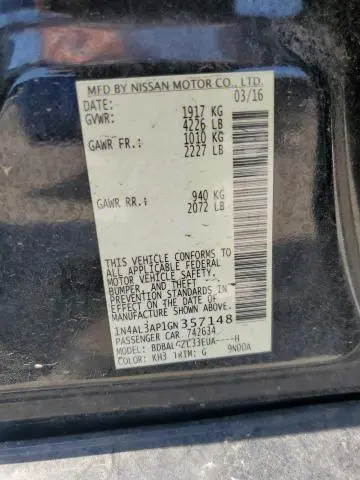 MFD BY NISSAN MOTOR CO., LTD.
DATE: 03/16
GVWR: 1917 KG
4226 LB
GAWR FR.: 1010 KG
2227 LB
GAWR RR.: 940 KG
2072 LB
THIS VEHICLE CONFORMS TO
ALL APPLICABLE FEDERAL
MOTOR VEHICLE SAFETY,
BUMPER, AND THEFT
PREVENTION STANDARDS IN
EFFECT ON THE DATE OF
MANUFACTURE SHOWN ABOVE.
1N4AL3AP1GN357148
PASSENGER CAR 742634
MODEL: ----H
COLOR: KH3 TRIM: G